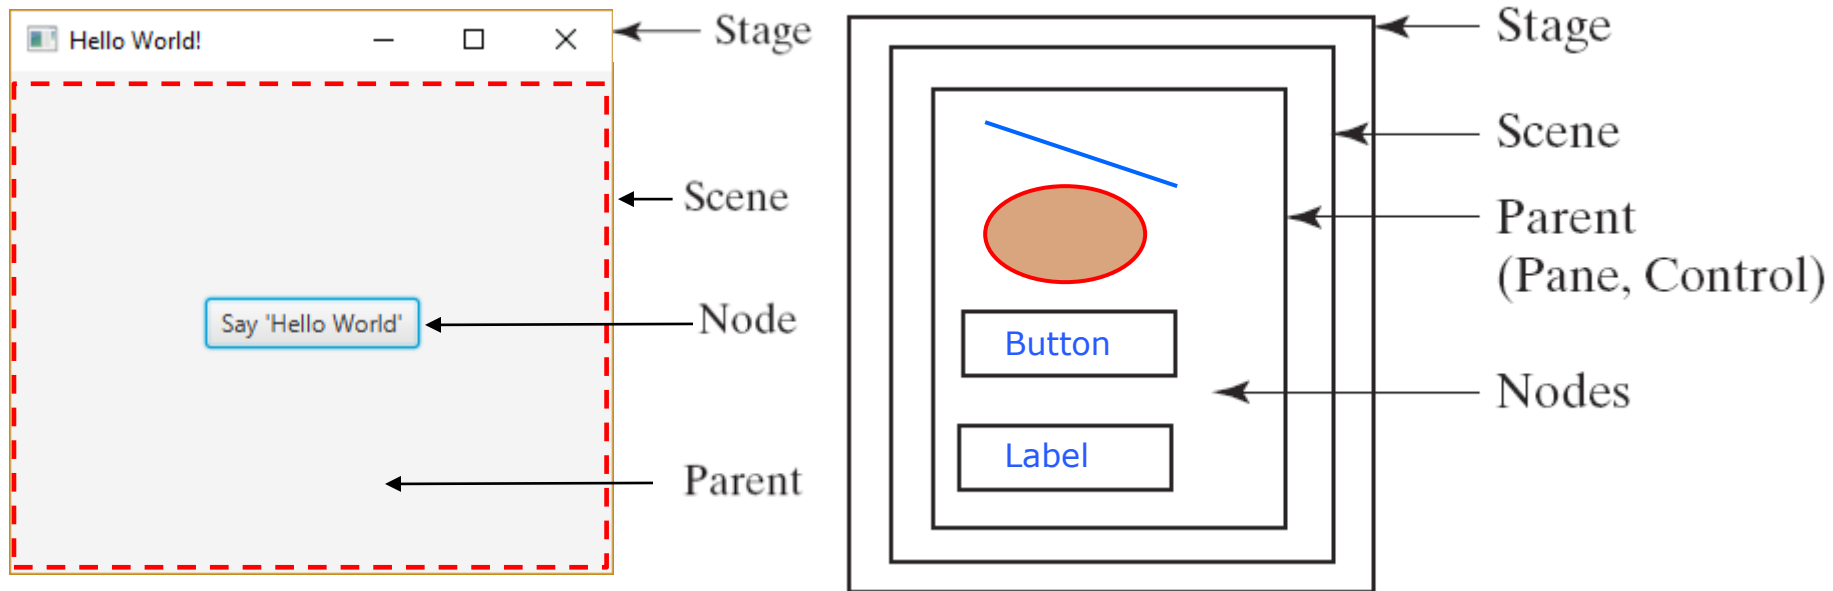 Hello World!
Stage
Scene
Say 'Hello World'
Node
Parent
Stage
Scene
Parent
(Pane, Control)
Button
Nodes
Label